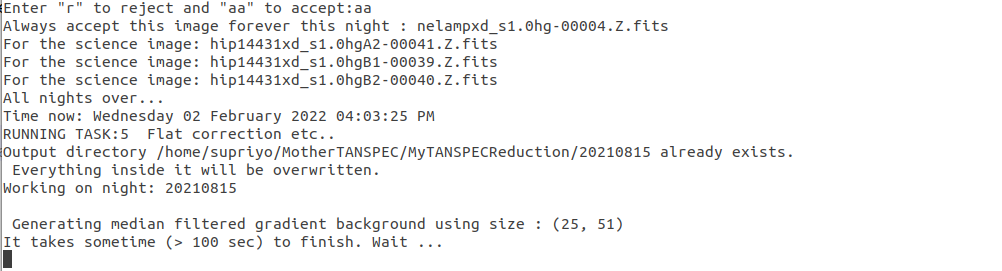 Enter "r" to reject and "aa" to accept:aa
Always accept this image forever this night : nelampxd_s1.0hg-00004.Z.fits
For the science image: hip14431xd_s1.0hgA2-00041.Z.fits
For the science image: hip14431xd_s1.0hgB1-00039.Z.fits
For the science image: hip14431xd_s1.0hgB2-00040.Z.fits
All nights over...
Time now: Wednesday 02 February 2022 04:03:25 PM
RUNNING TASK:5  Flat correction etc..
Output directory /home/supriyo/MotherTANSPEC/MyTANSPECReduction/20210815 already exists.
 Everything inside it will be overwritten.
Working on night: 20210815

 Generating median filtered gradient background using size : (25, 51)
It takes sometime (> 100 sec) to finish. Wait ...